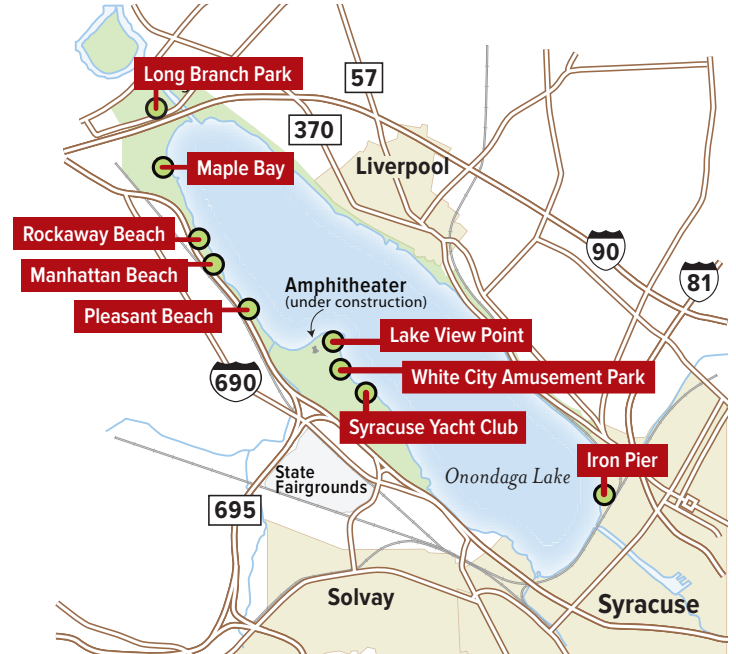 Long Branch Park
57
370
Liverpool
Maple Bay
Rockaway Beach
90
Manhattan Beach
81
Amphitheater
(under construction)
Pleasant Beach
Lake View Point
White City Amusement Park
690
Syracuse Yacht Club
Iron Pier
State
Fairgrounds
Onondaga Lake
695
Solvay
Syracuse